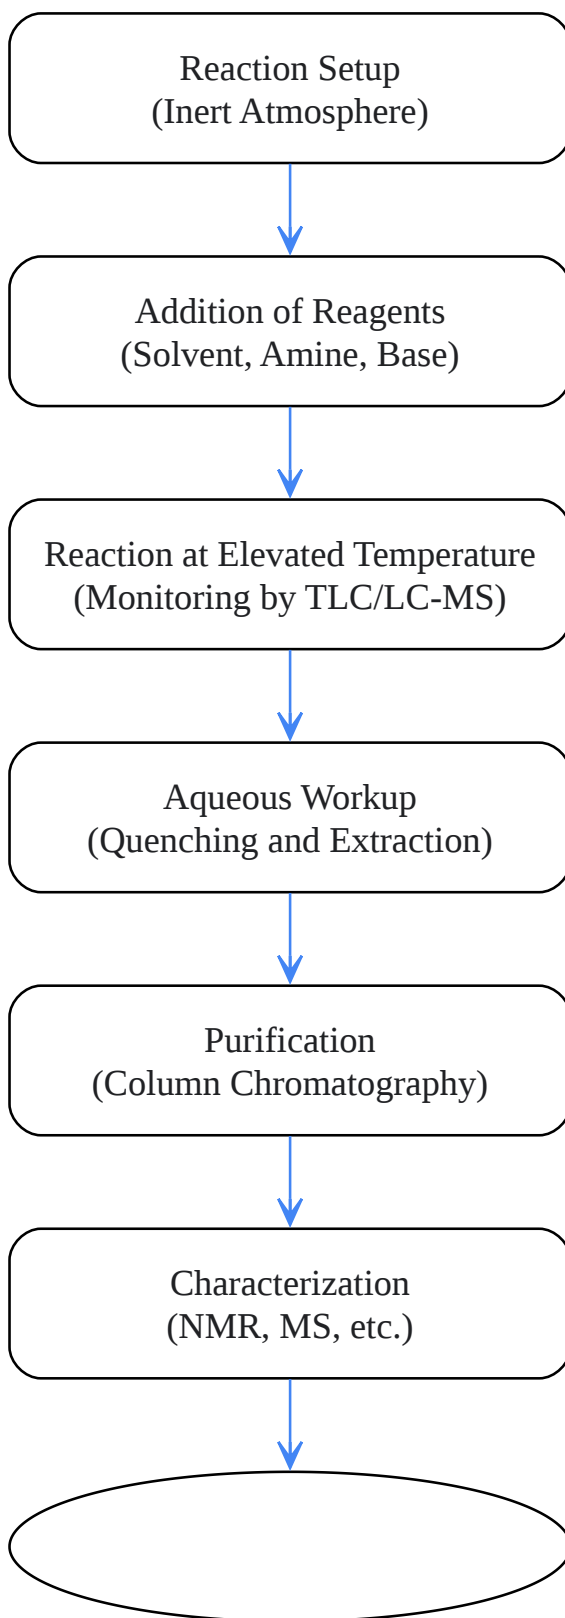 Reaction Setup
(Inert Atmosphere)
Addition of Reagents
(Solvent, Amine, Base)
Reaction at Elevated Temperature
(Monitoring by TLC/LC-MS)
Aqueous Workup
(Quenching and Extraction)
Purification
(Column Chromatography)
Characterization
(NMR, MS, etc.)